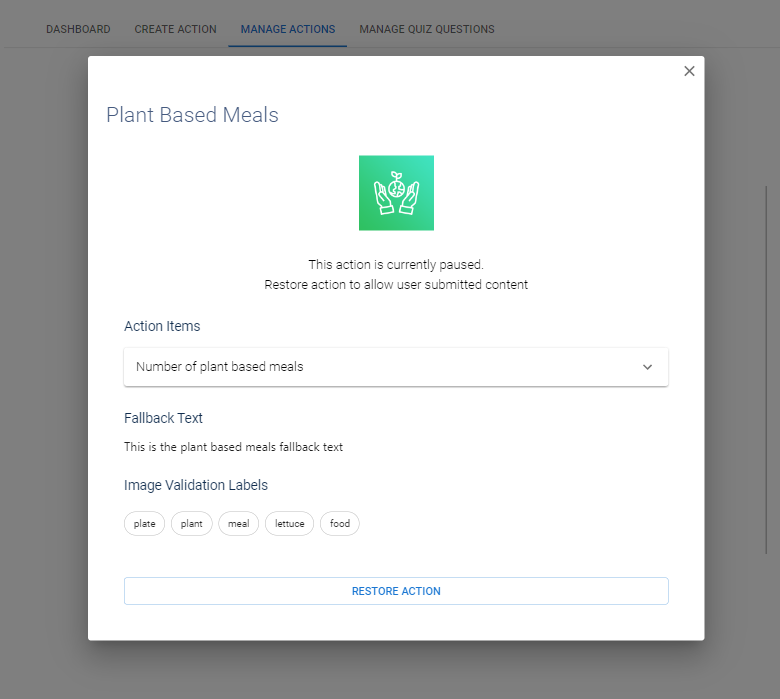 DASHBOARD CREATE ACTION MANAGE ACTIONS MANAGE QUIZ QUESTIONS
Plant Based Meals
This action is currently paused.
Restore action to allow user submitted content
Action Items
Number of plant based meals
Fallback Text
This is the plant based meals fallback text
Image Validation Labels
plate plant meal lettuce food
RESTORE ACTION